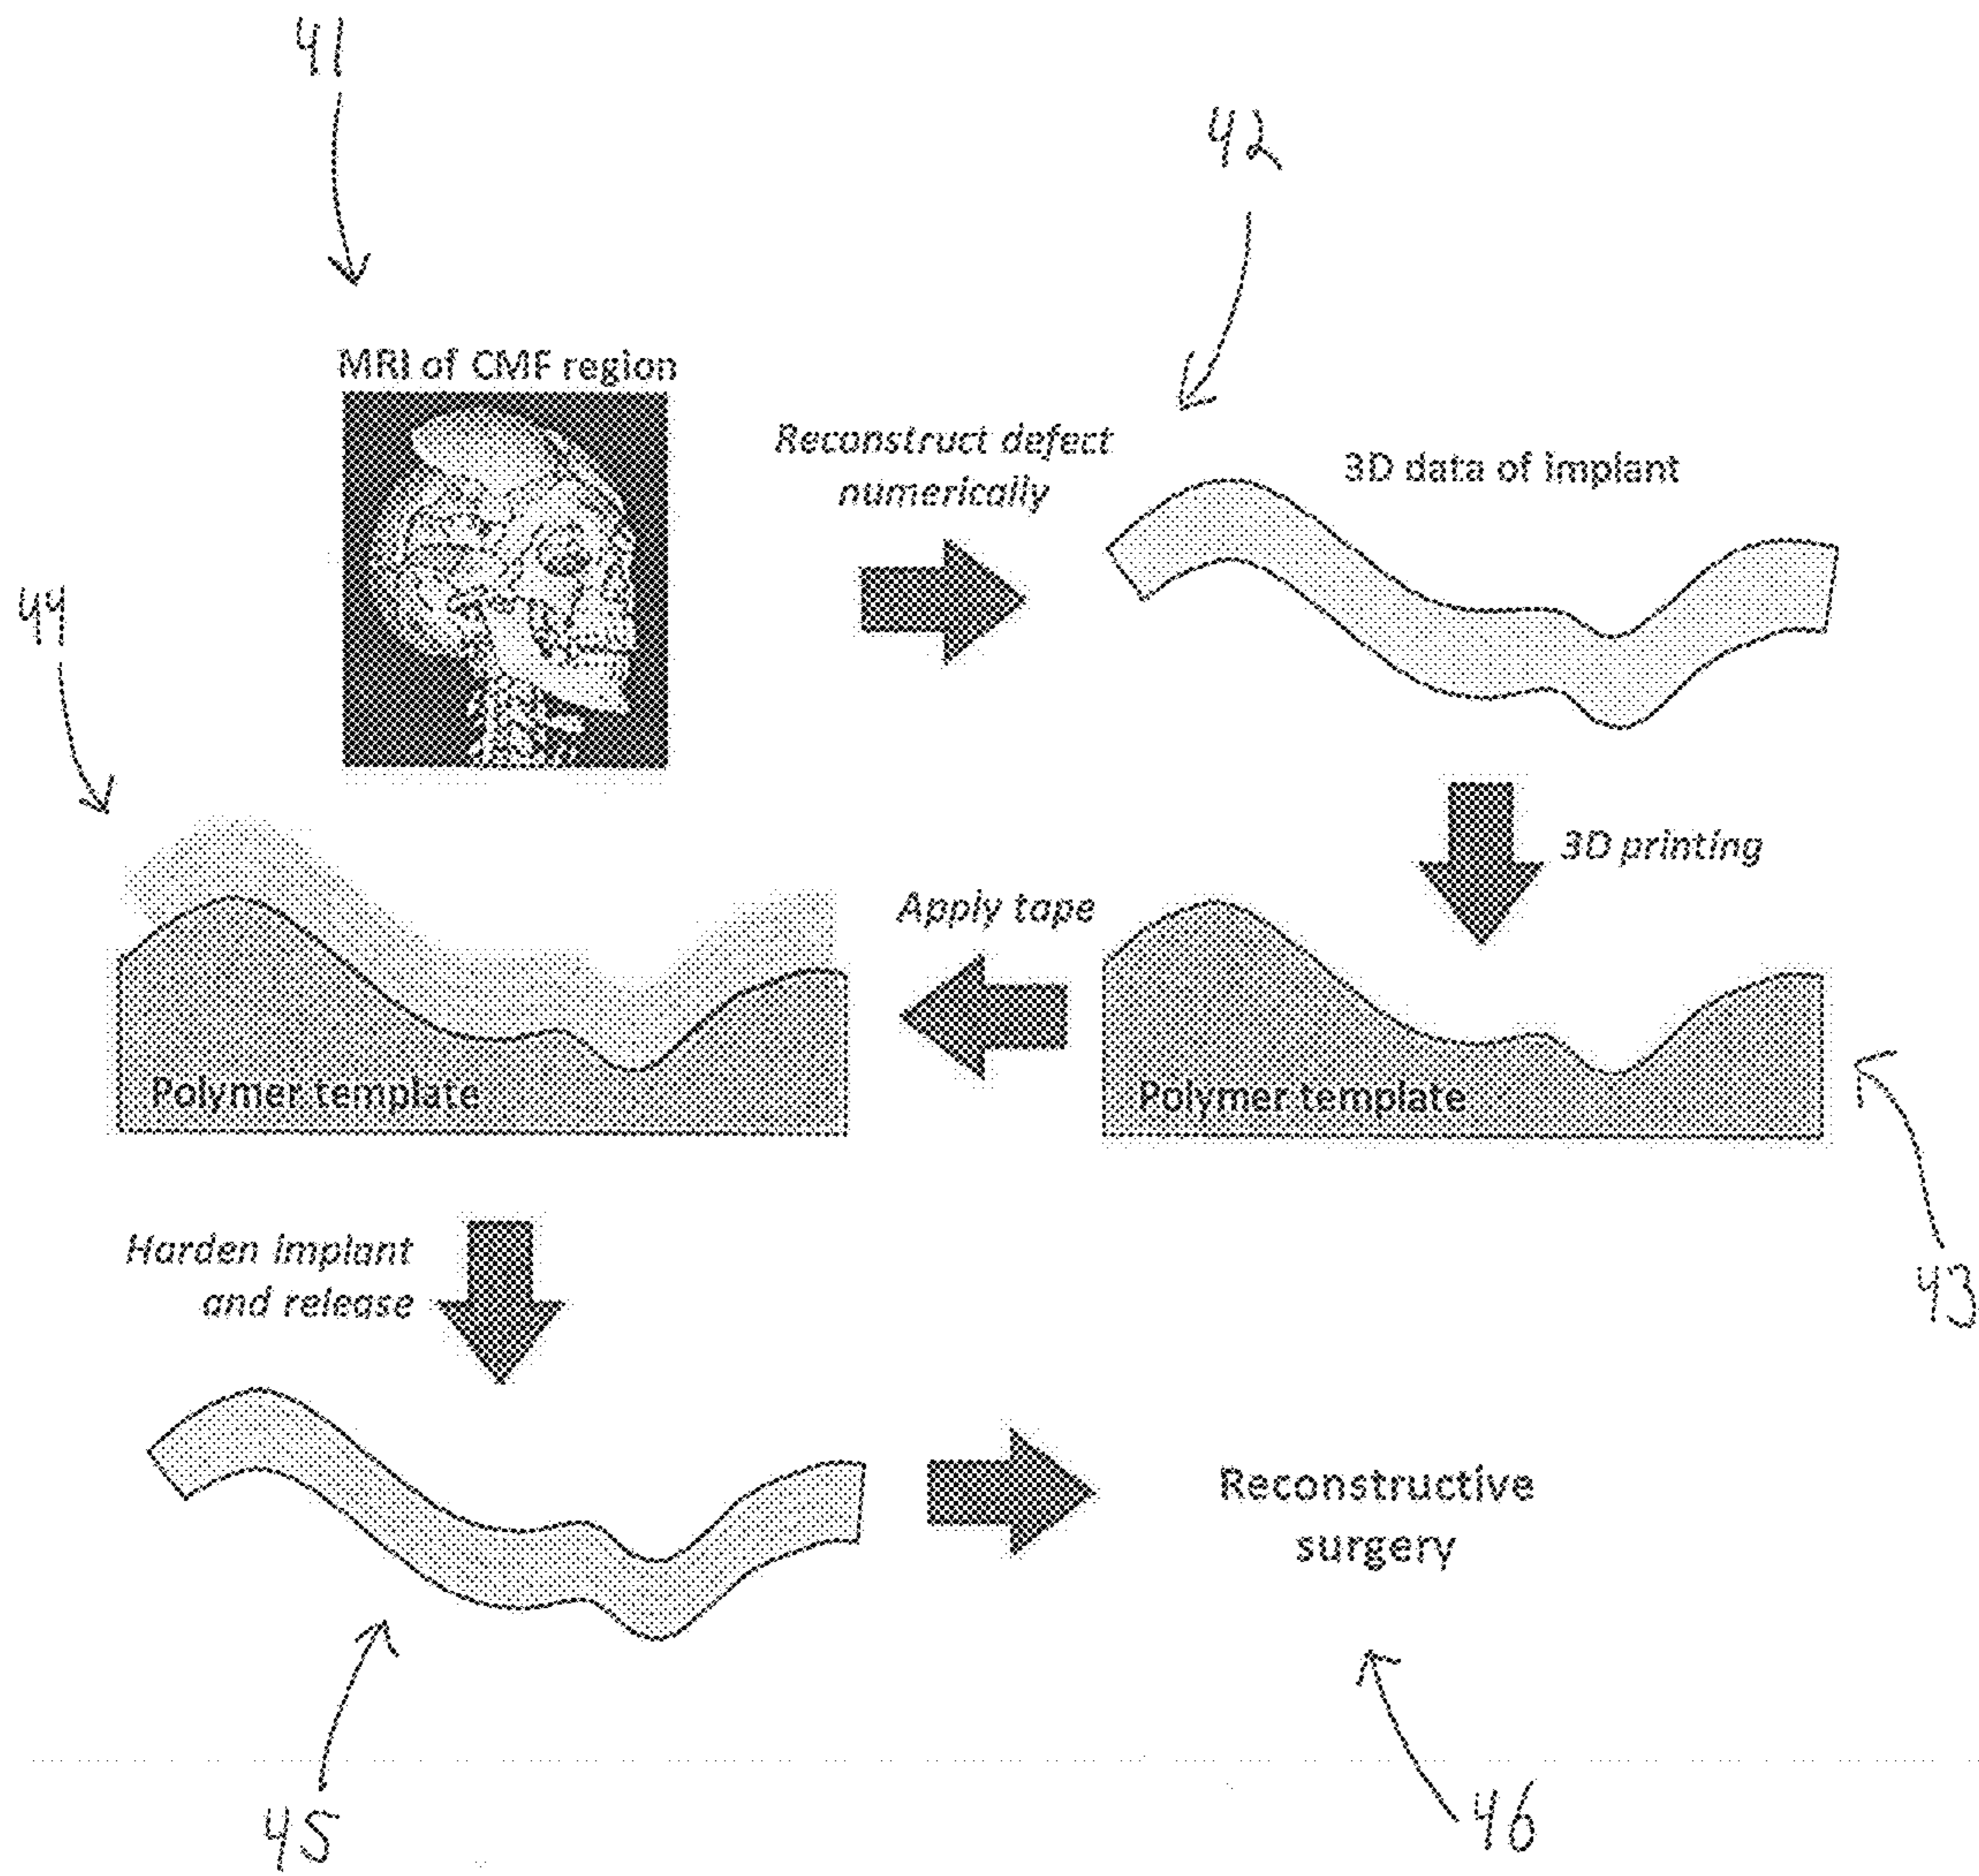 41
42
MRI of CMF region
Reconstruct defect
numerically
3D data of implant
44
3D printing
Apply tape
Polymer template
Polymer template
43
Harden implant
and release
Reconstructive
surgery
45
46